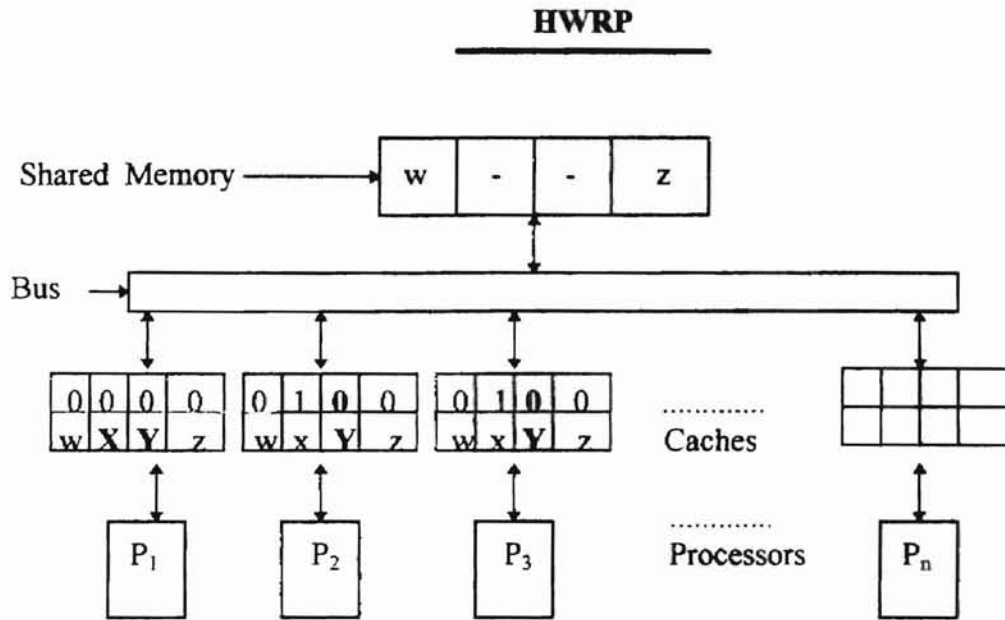 HWRP
Shared Memory
w - - z
Bus
0 0 0 0
w X Y z
0 1 0 0
w x Y z
0 1 0 0
w x Y z
Caches
P1
P2
P3
Processors
Pn